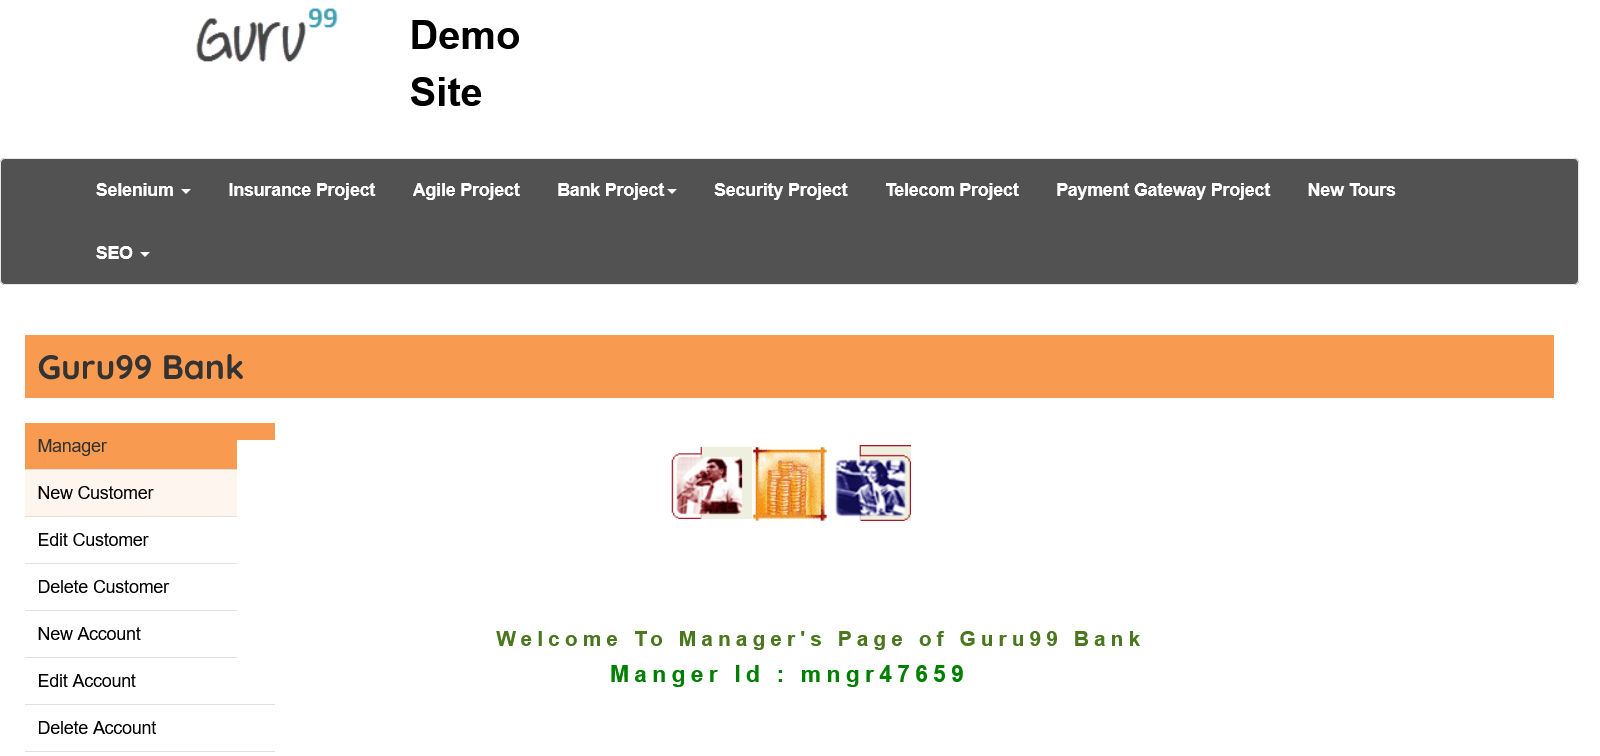 Guru99
Demo
Site
Selenium Insurance Project Agile Project Bank Project Security Project Telecom Project Payment Gateway Project New Tours
SEO
Guru99 Bank
Manager
New Customer
Edit Customer
Delete Customer
New Account
Edit Account
Delete Account
Welcome To Manager's Page of Guru99 Bank
Manger Id : mngr47659